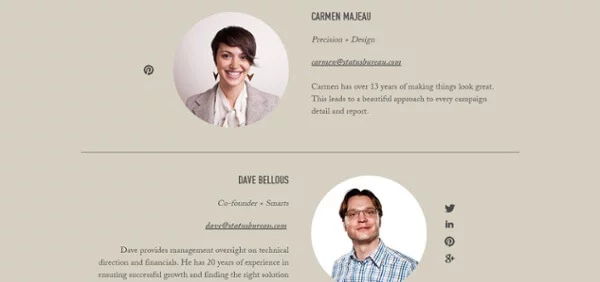 CARMEN MAJEAU
Precision + Design
carmen@statusbureau.com
Carmen has over 13 years of making things look great.
This leads to a beautiful approach to every campaign
detail and report.
DAVE BELLOUS
Co-founder + Smarts
dave@statusbureau.com
Dave provides management oversight on technical
direction and financials. He has 20 years of experience in
ensuring successful growth and finding the right solution